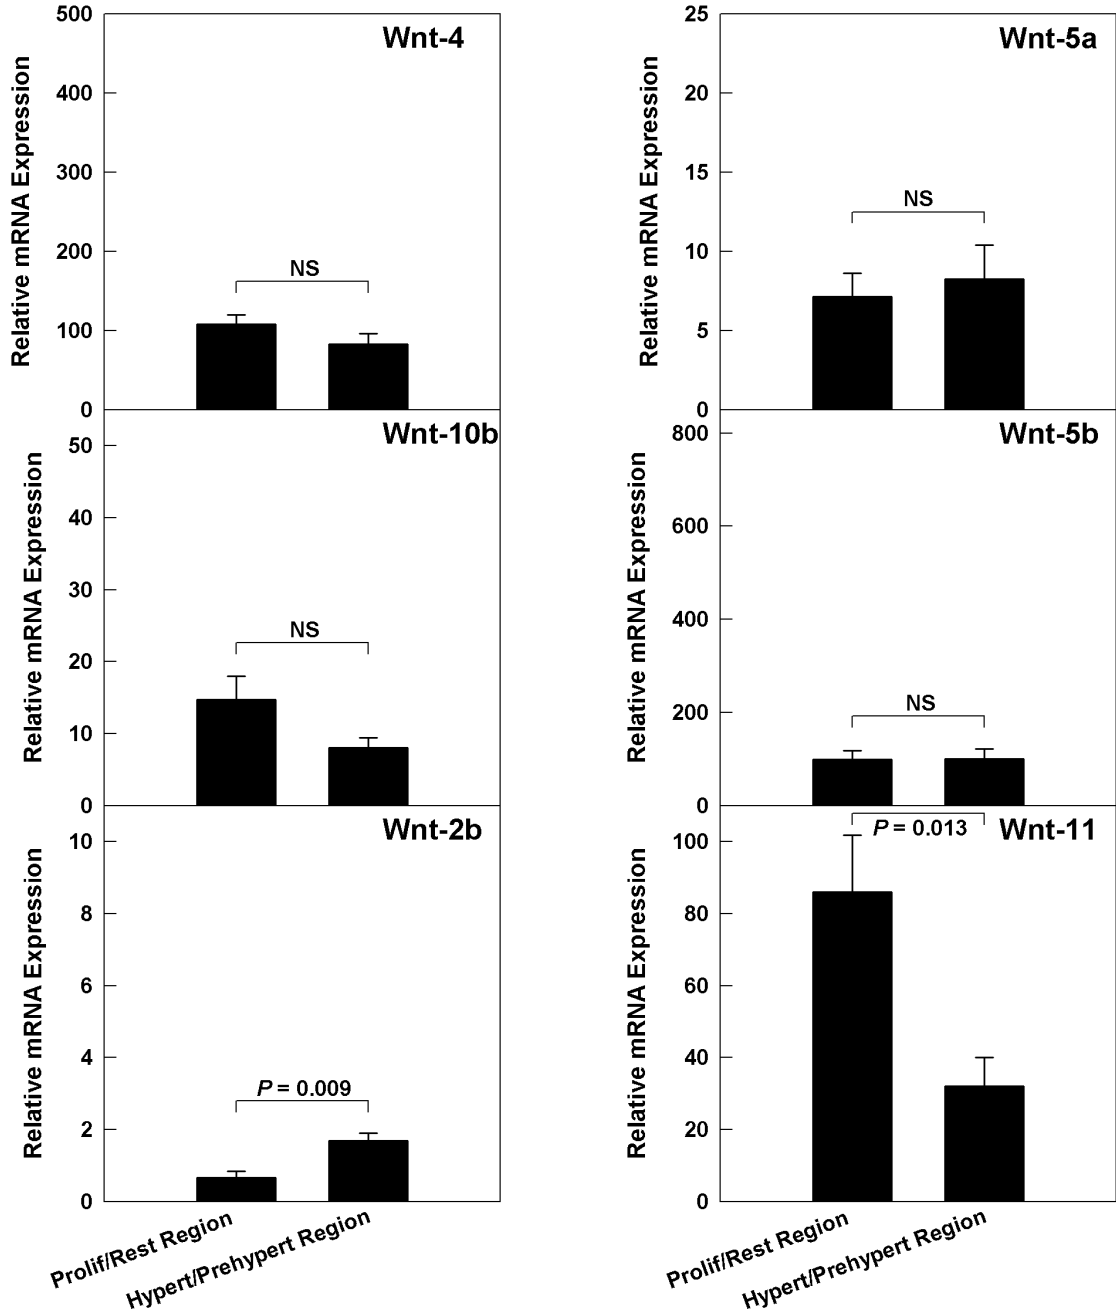 Wnt-4
Relative mRNA Expression
500
400
300
200
100
0
NS
Wnt-5a
Relative mRNA Expression
25
20
15
10
5
0
NS
Wnt-10b
Relative mRNA Expression
50
40
30
20
10
0
NS
Wnt-5b
Relative mRNA Expression
800
600
400
200
0
NS
Wnt-2b
Relative mRNA Expression
10
8
6
4
2
0
P = 0.009
Prolif/Rest Region
Hypert/Prehypert Region
Wnt-11
Relative mRNA Expression
100
80
60
40
20
0
P = 0.013
Prolif/Rest Region
Hypert/Prehypert Region